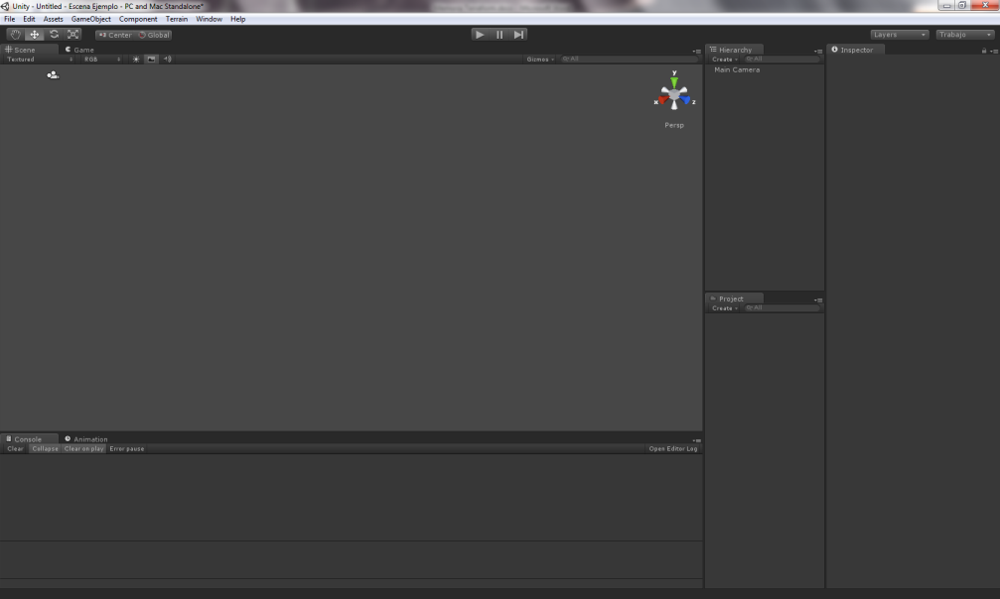 Unity - Untitled - Escena Ejemplo - PC and Mac Standalone*
File Edit Assets GameObject Component Terrain Window Help
Center Global Layers Trabajo
Scene Game Hierarchy Inspector
Textured RGB Gizmos All Create All
Main Camera
y
x z
Persp
Project
Create All
Console Animation
Clear Collapse Clear on play Error pause Open Editor Log